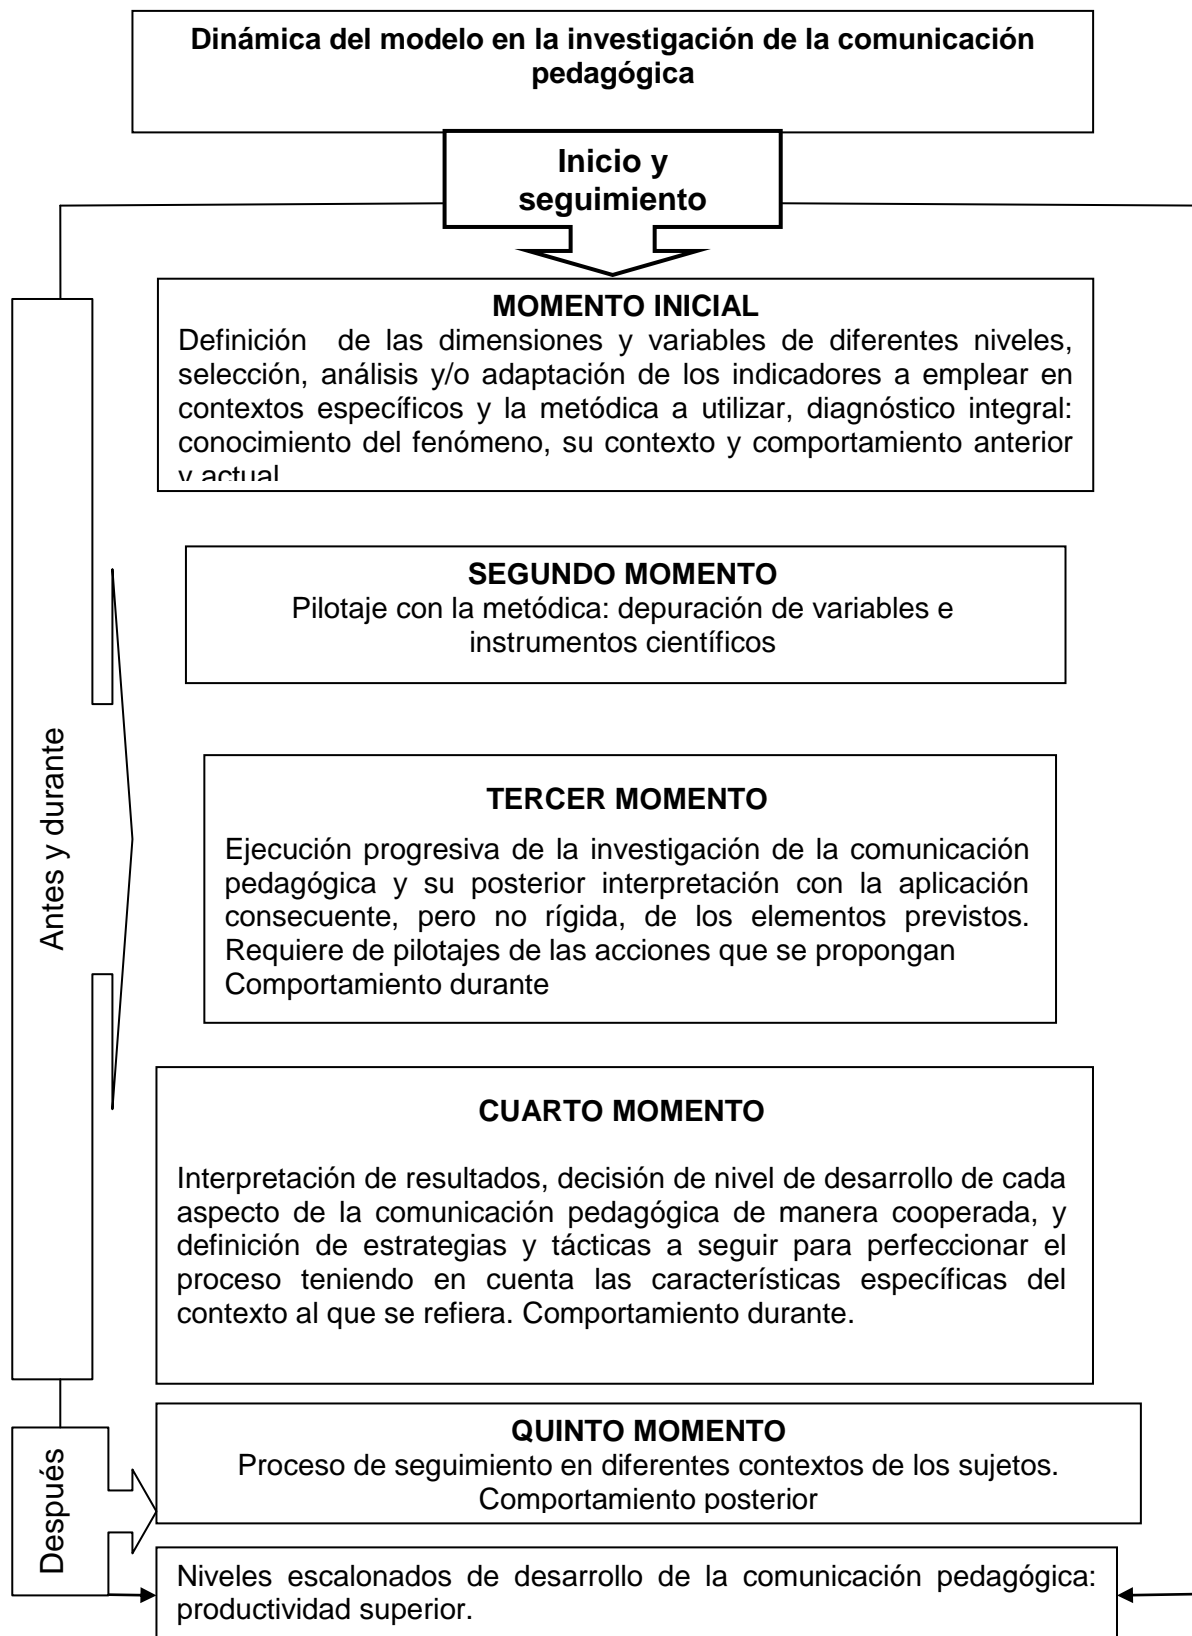 Dinámica del modelo en la investigación de la comunicación
pedagógica
Inicio y
seguimiento
MOMENTO INICIAL
Definición de las dimensiones y variables de diferentes niveles,
selección, análisis y/o adaptación de los indicadores a emplear en
contextos específicos y la metódica a utilizar, diagnóstico integral:
conocimiento del fenómeno, su contexto y comportamiento anterior
y actual
SEGUNDO MOMENTO
Pilotaje con la metódica: depuración de variables e
instrumentos científicos
Antes y durante
TERCER MOMENTO
Ejecución progresiva de la investigación de la comunicación
pedagógica y su posterior interpretación con la aplicación
consecuente, pero no rígida, de los elementos previstos.
Requiere de pilotajes de las acciones que se propongan
Comportamiento durante
CUARTO MOMENTO
Interpretación de resultados, decisión de nivel de desarrollo de cada
aspecto de la comunicación pedagógica de manera cooperada, y
definición de estrategias y tácticas a seguir para perfeccionar el
proceso teniendo en cuenta las características específicas del
contexto al que se refiera. Comportamiento durante.
Después
QUINTO MOMENTO
Proceso de seguimiento en diferentes contextos de los sujetos.
Comportamiento posterior
Niveles escalonados de desarrollo de la comunicación pedagógica:
productividad superior.